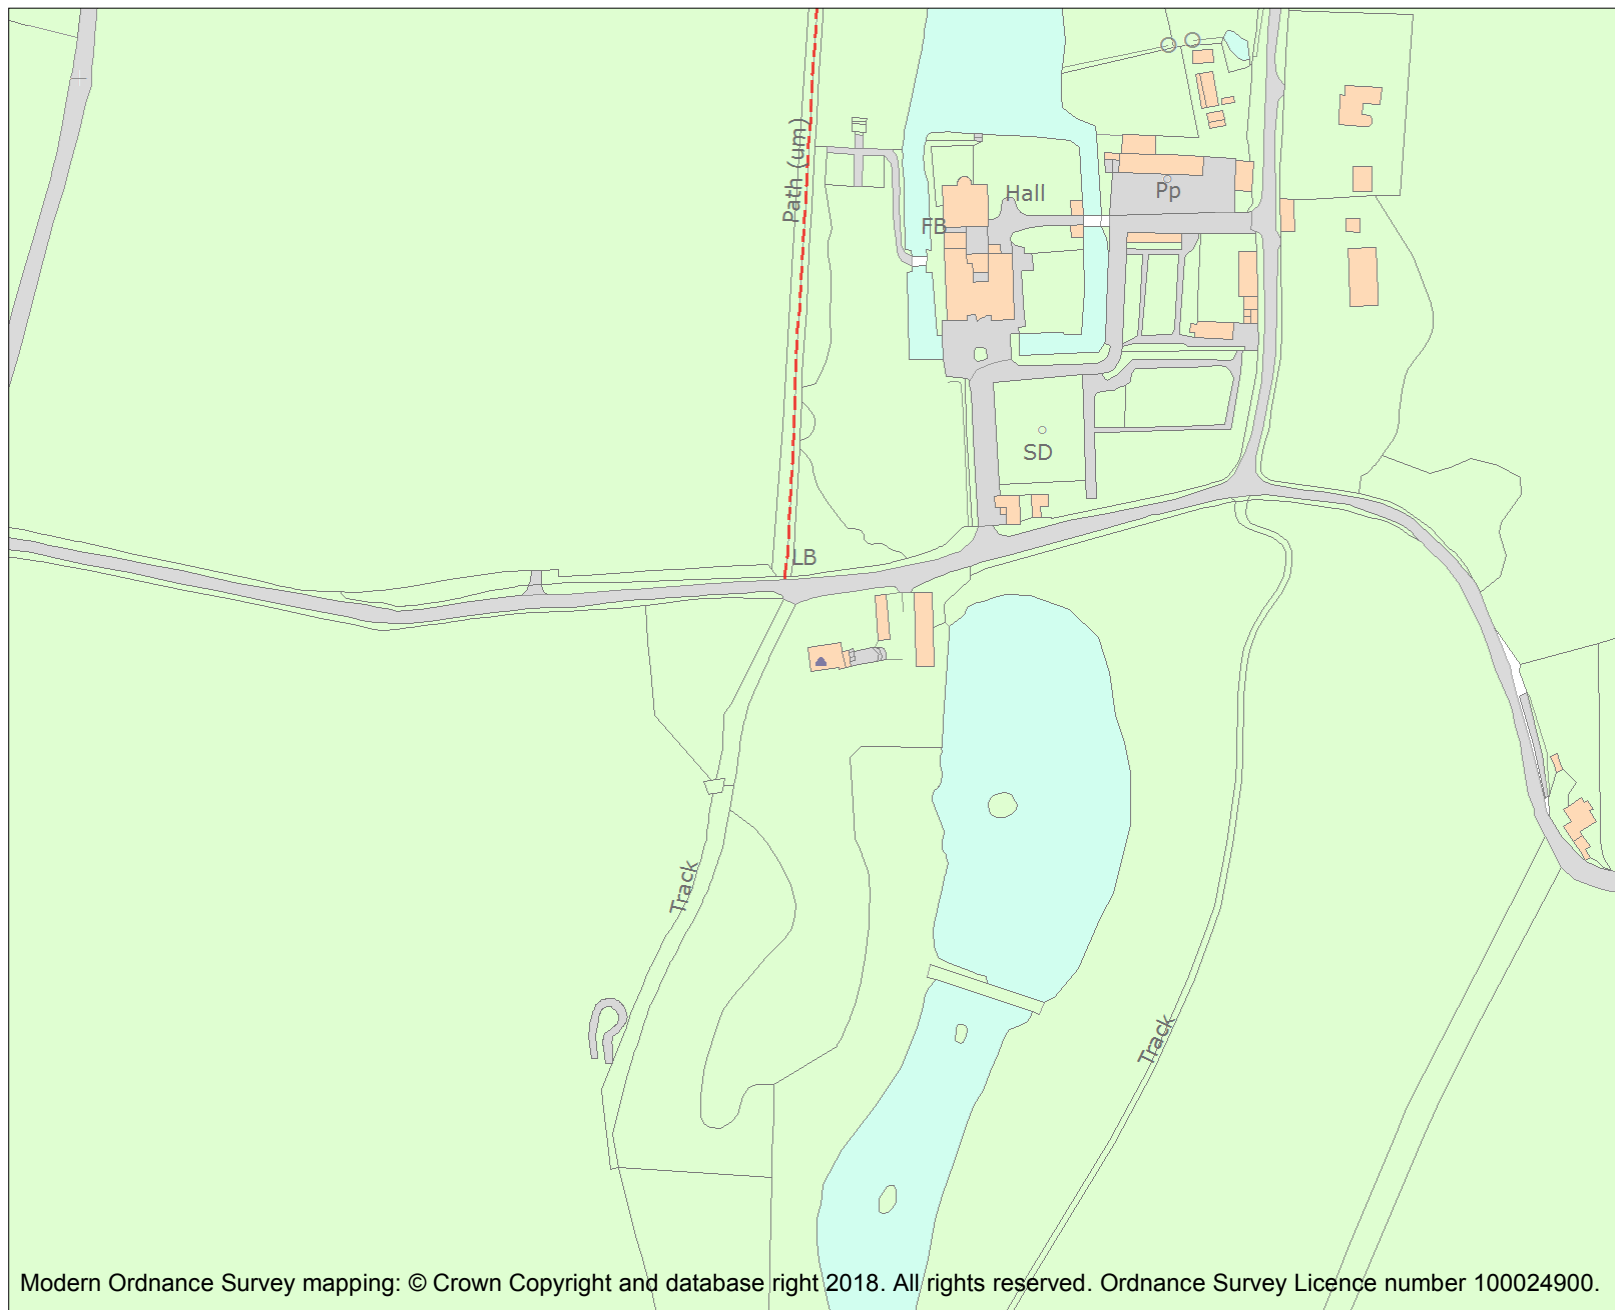 Path (um)
Hall
Pp
FB
SD
LB
Track
Track
Modern Ordnance Survey mapping: © Crown Copyright and database right 2018. All rights reserved. Ordnance Survey Licence number 100024900.